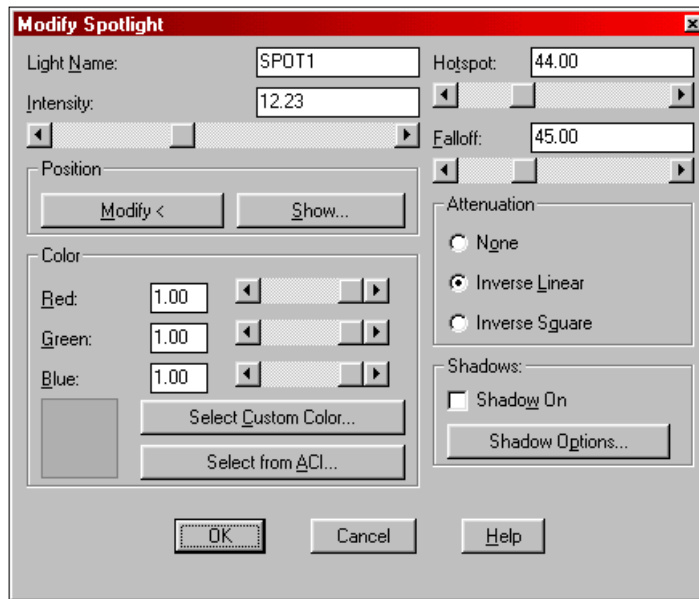 Modify Spotlight
Light Name: SPOT1
Intensity: 12.23
Hotspot: 44.00
Falloff: 45.00
Position
Modify <
Show...
Color
Red: 1.00
Green: 1.00
Blue: 1.00
Select Custom Color...
Select from ACI...
Attenuation
None
Inverse Linear
Inverse Square
Shadows:
Shadow On
Shadow Options...
OK
Cancel
Help